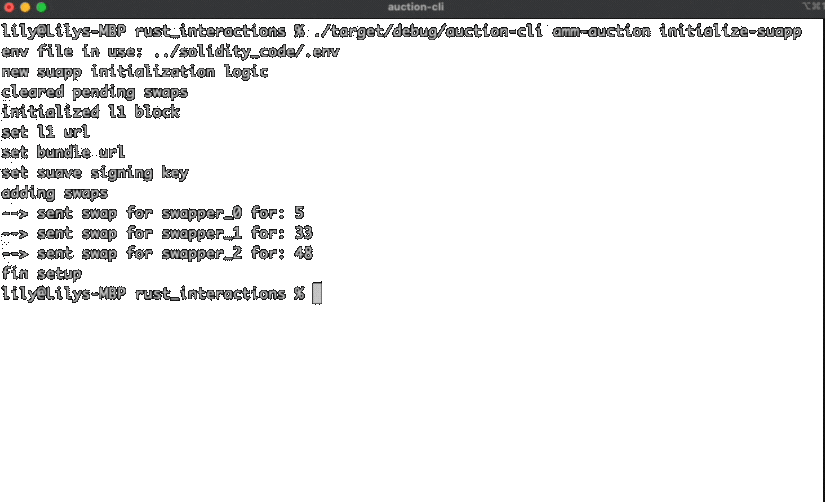 auction-cli
⌥⌘1
lily@Lilys-MBP rust_interactions % ./target/debug/auction-cli amm-auction initialize-suapp
env file in use: ../solidity_code/.env
new suapp initialization logic
cleared pending swaps
initialized l1 block
set l1 url
set bundle url
set suave signing key
adding swaps
--> sent swap for swapper_0 for: 5
--> sent swap for swapper_1 for: 33
--> sent swap for swapper_2 for: 48
fin setup
lily@Lilys-MBP rust_interactions %